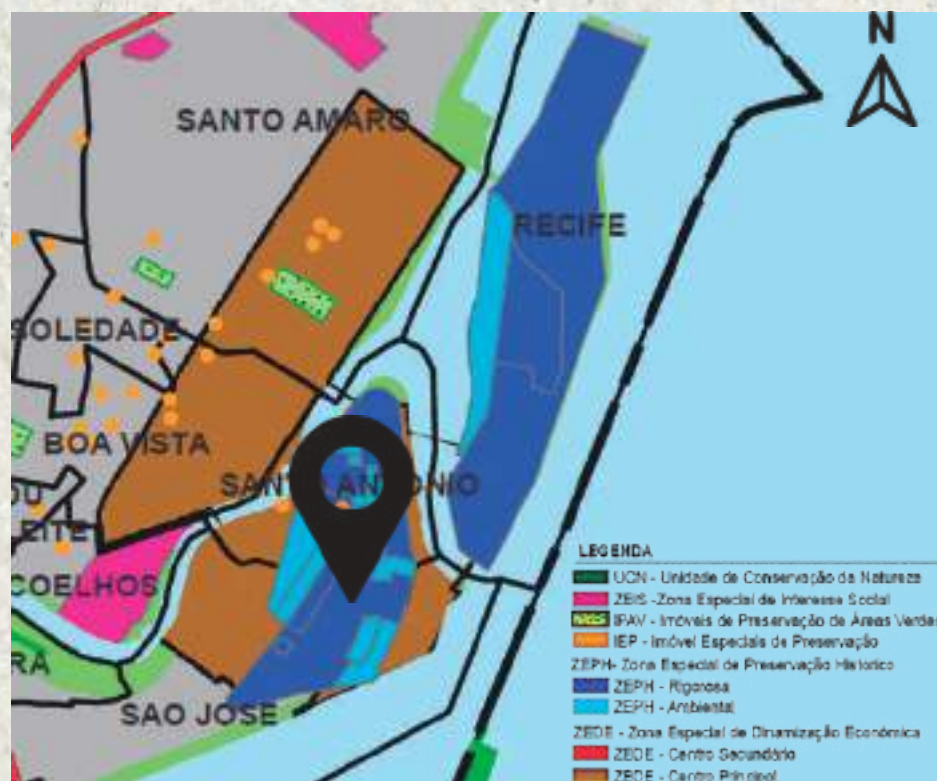 N
SANTO AMARO
RECIFE
SOLEDADE
BOA VISTA
SANTO ANTONIO
OU
EITE
COELHOS
RA
SAO JOSE
LEGENDA
UCN - Unidade de Conservação da Natureza
ZEIS -Zona Especial de Interesse Social
IPAV - Imóveis de Preservação de Áreas Verdes
IEP - Imóvel Especiais de Preservação
ZEPH- Zona Especial de Preservação Histórico
ZEPH - Rigorosa
ZEPH - Ambiental
ZEDE - Zona Especial de Dinamização Econômica
ZEDE - Centro Secundário
ZEDE - Centro Principal